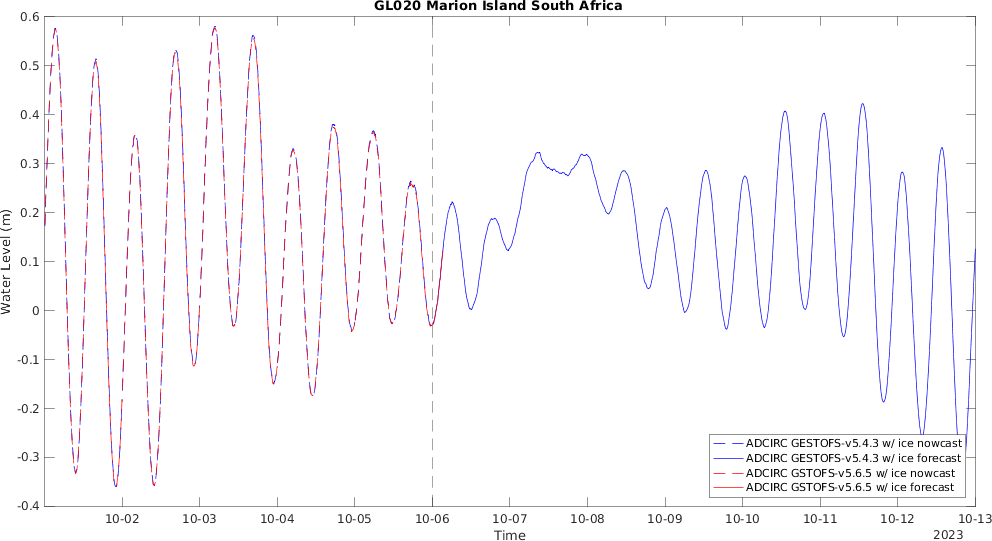 GL020 Marion Island South Africa
0.6
0.5
0.4
0.3
0.2
0.1
0
-0.1
-0.2
-0.3
-0.4
Water Level (m)
ADCIRC GESTOFS-v5.4.3 w/ ice nowcast
ADCIRC GESTOFS-v5.4.3 w/ ice forecast
ADCIRC GSTOFS-v5.6.5 w/ ice nowcast
ADCIRC GSTOFS-v5.6.5 w/ ice forecast
10-02 10-03 10-04 10-05 10-06 10-07 10-08 10-09 10-10 10-11 10-12 10-13
Time
2023